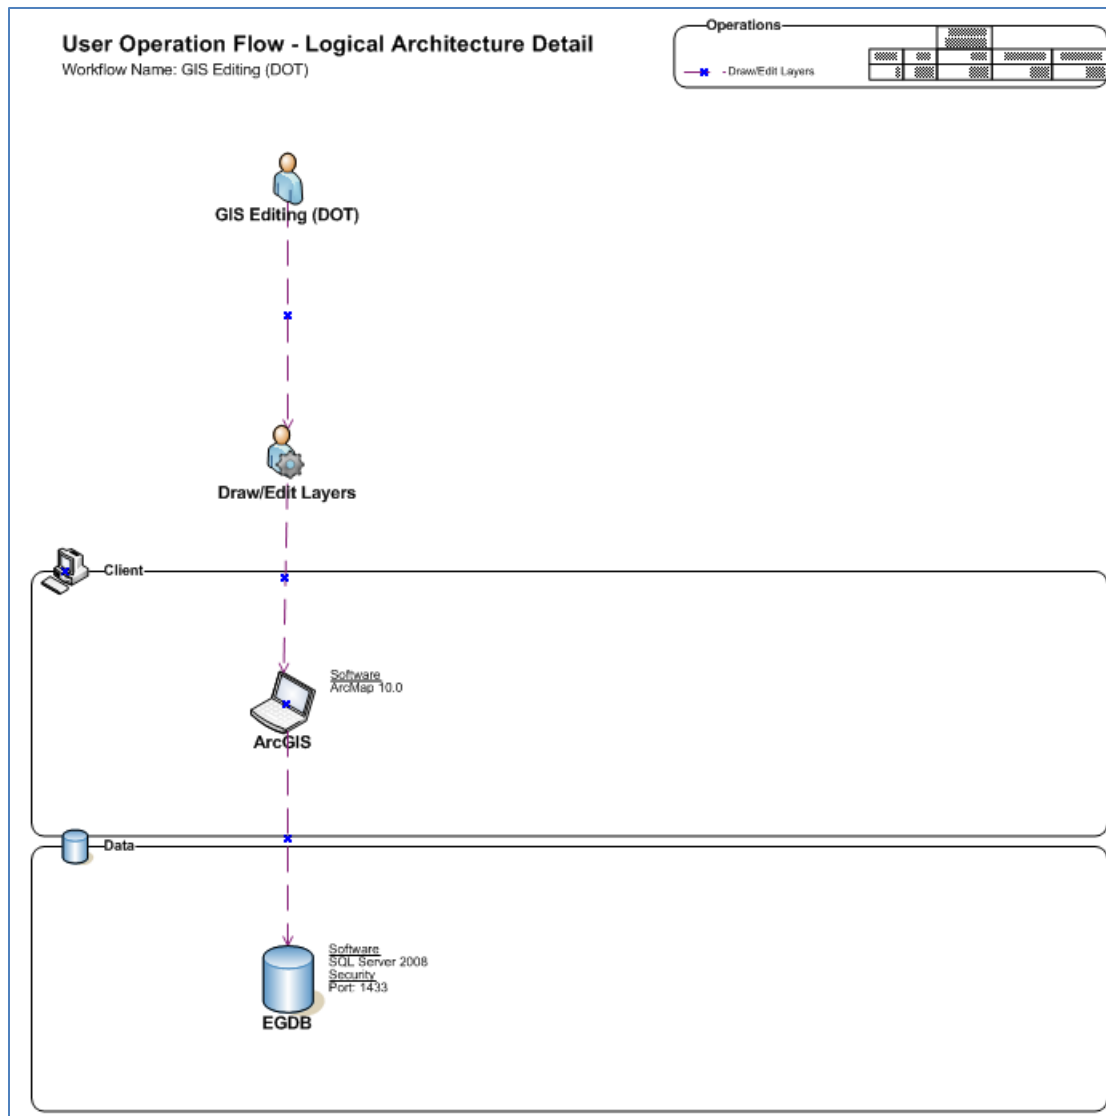 User Operation Flow - Logical Architecture Detail
Workflow Name: GIS Editing (DOT)
Operations
- Draw/Edit Layers
GIS Editing (DOT)
Draw/Edit Layers
Client
Software
ArcMap 10.0
ArcGIS
Data
Software
SQL Server 2008
Security
Port: 1433
EGDB